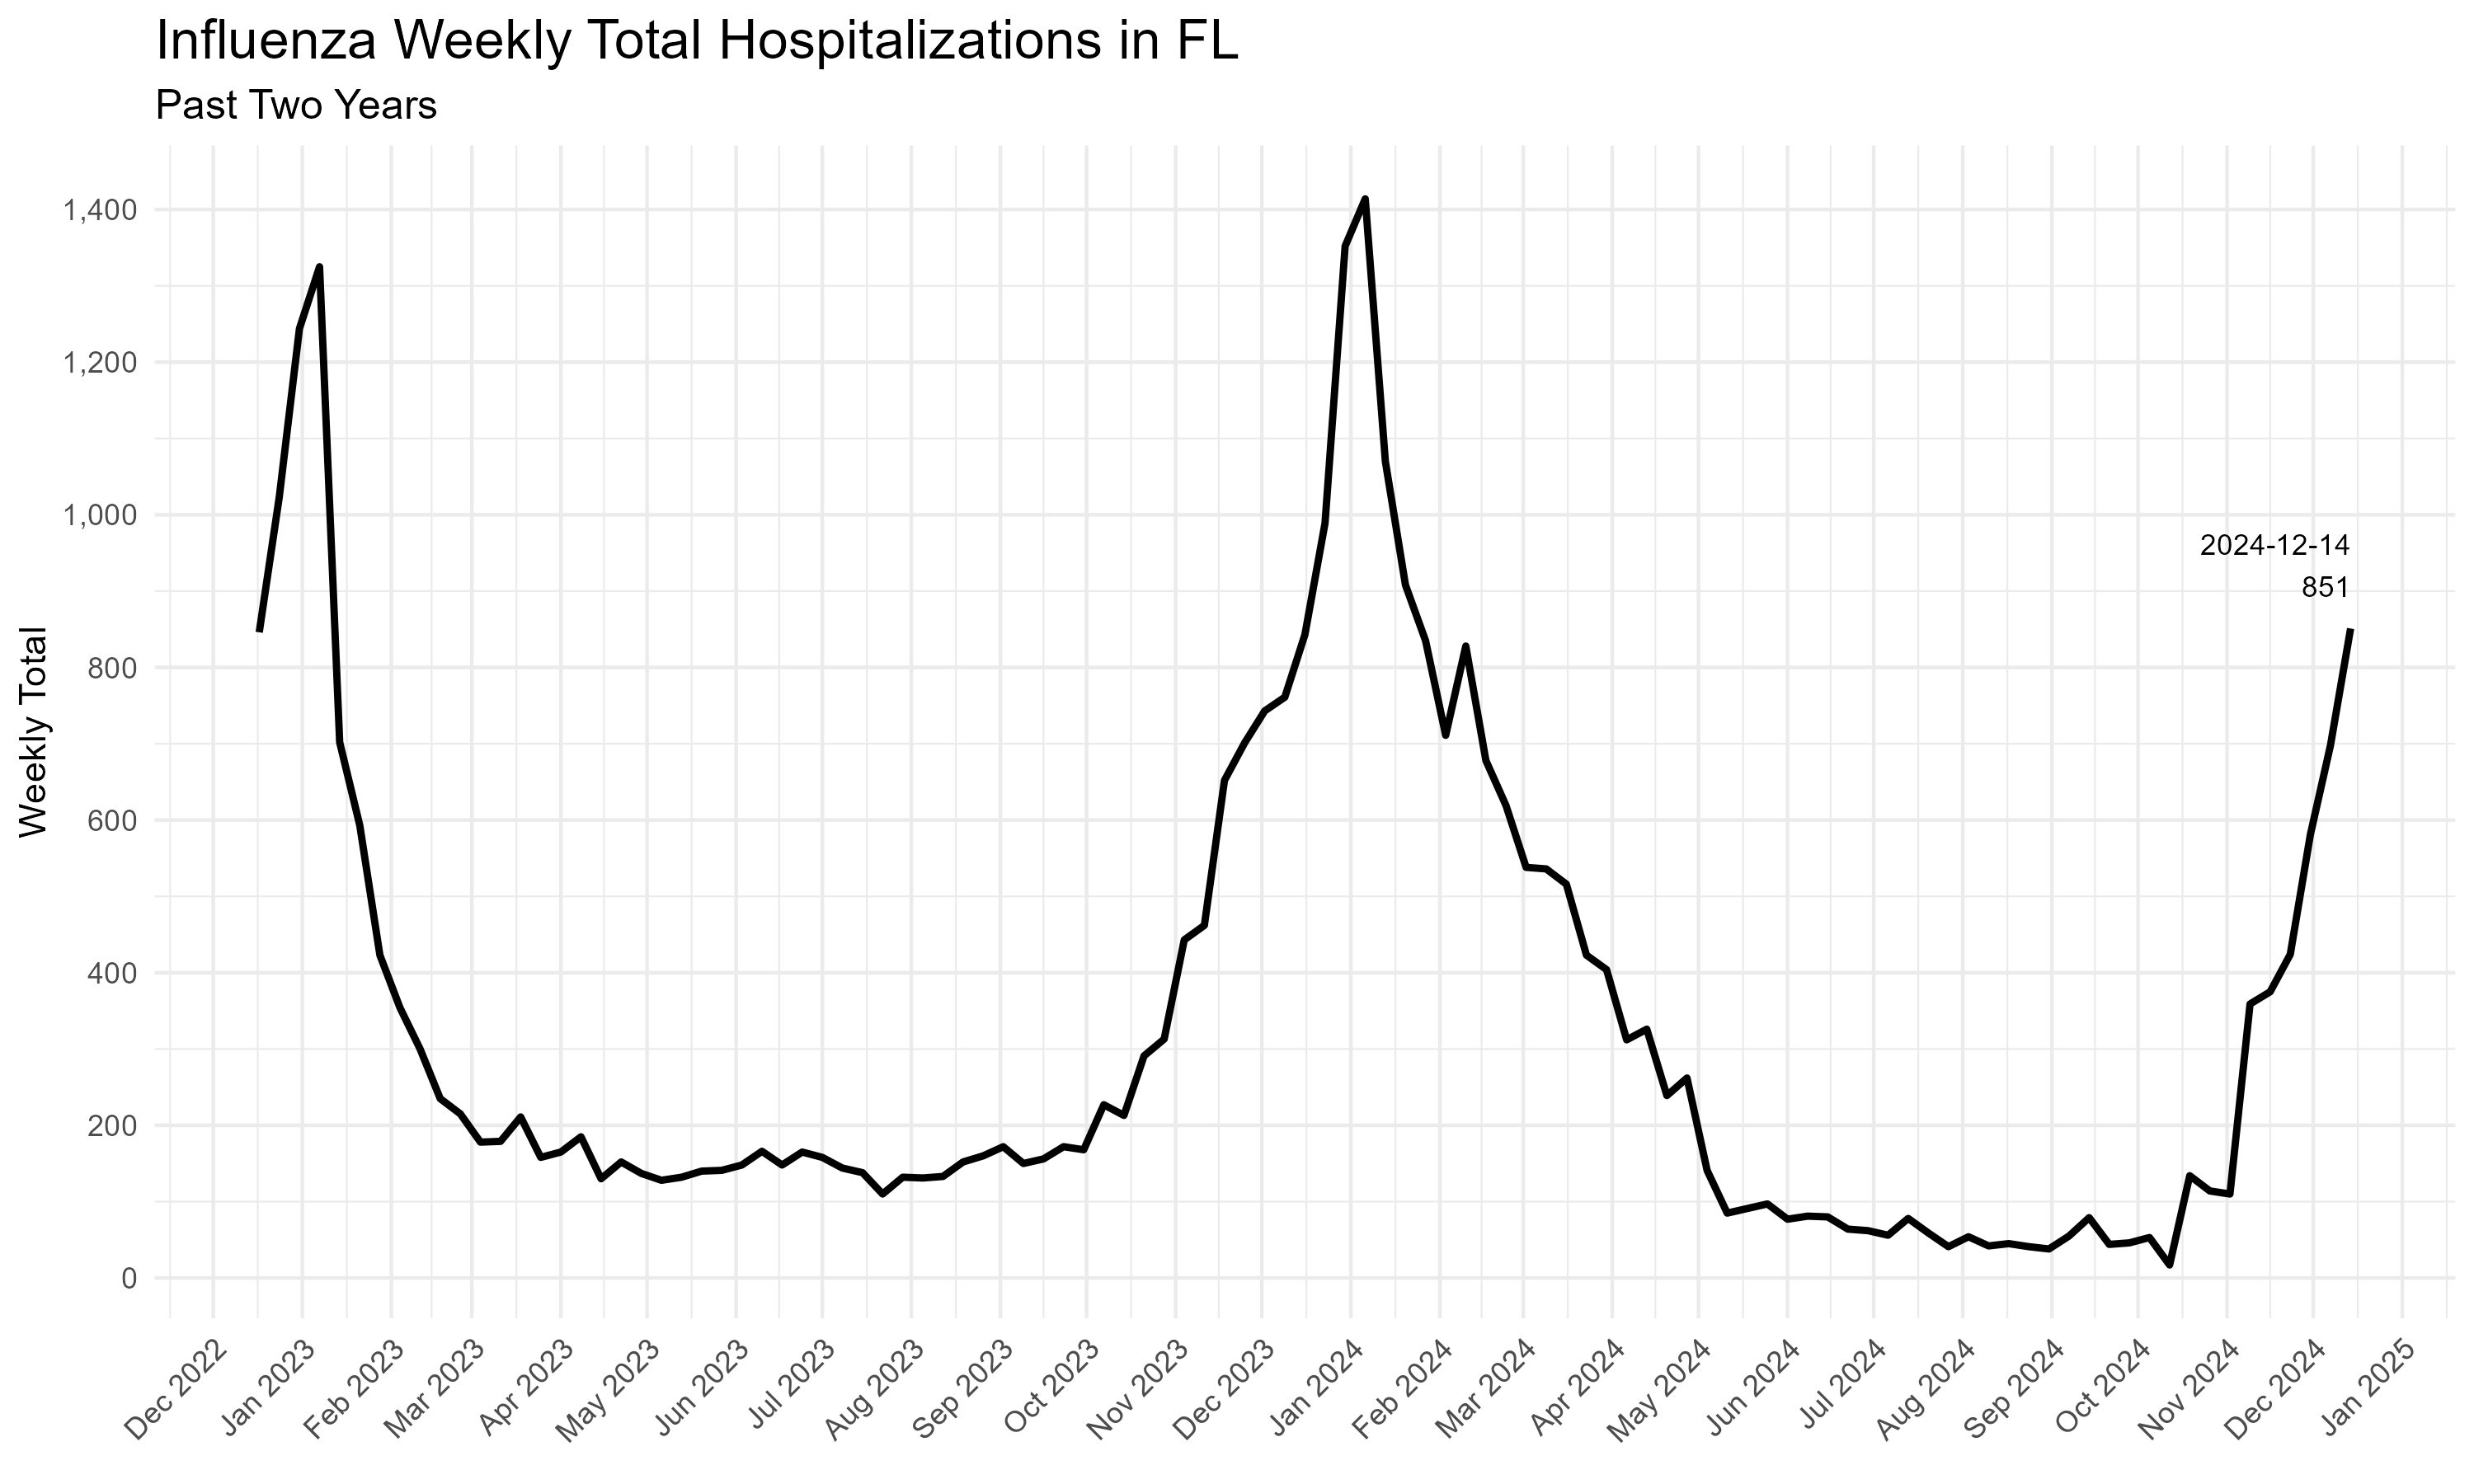 Influenza Weekly Total Hospitalizations in FL
Past Two Years
Weekly Total
1,400
1,200
1,000
800
600
400
200
0
2024-12-14
851
Dec 2022
Jan 2023
Feb 2023
Mar 2023
Apr 2023
May 2023
Jun 2023
Jul 2023
Aug 2023
Sep 2023
Oct 2023
Nov 2023
Dec 2023
Jan 2024
Feb 2024
Mar 2024
Apr 2024
May 2024
Jun 2024
Jul 2024
Aug 2024
Sep 2024
Oct 2024
Nov 2024
Dec 2024
Jan 2025